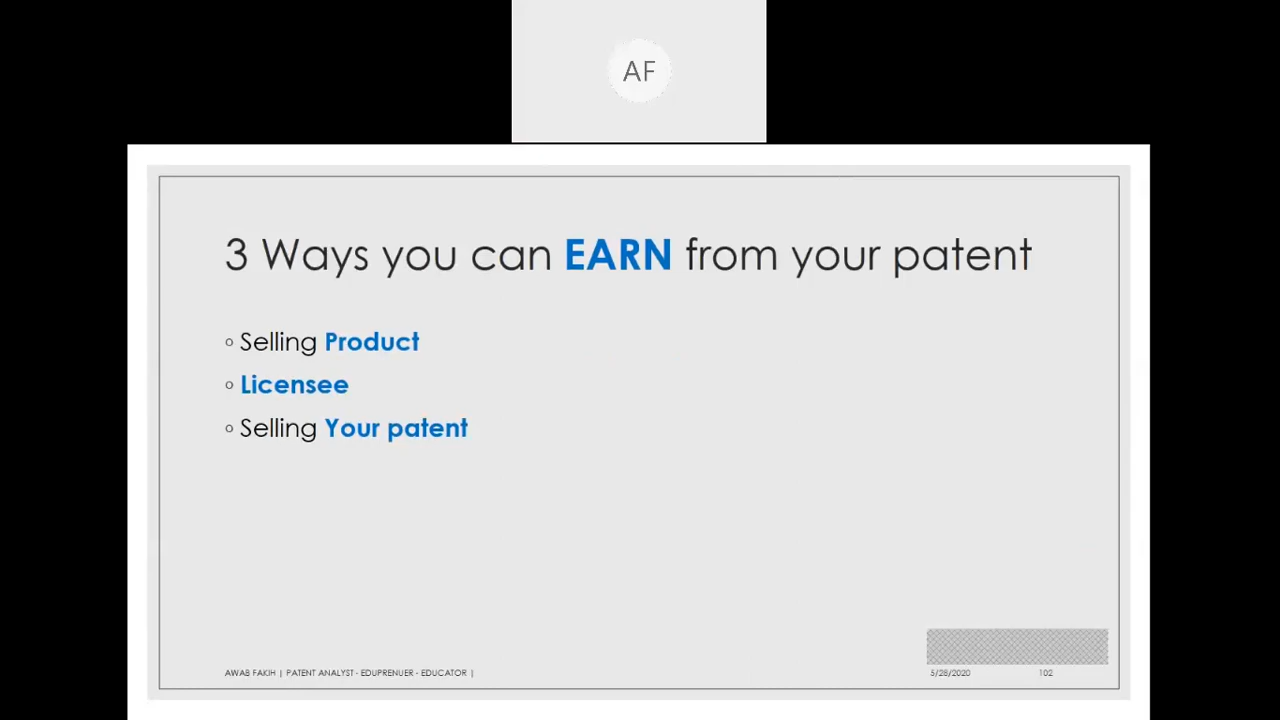 AF
3 Ways you can EARN from your patent
◦ Selling Product
◦ Licensee
◦ Selling Your patent
AWAB FAKIH | PATENT ANALYST - EDUPRENUER - EDUCATOR |
5/28/2020
102